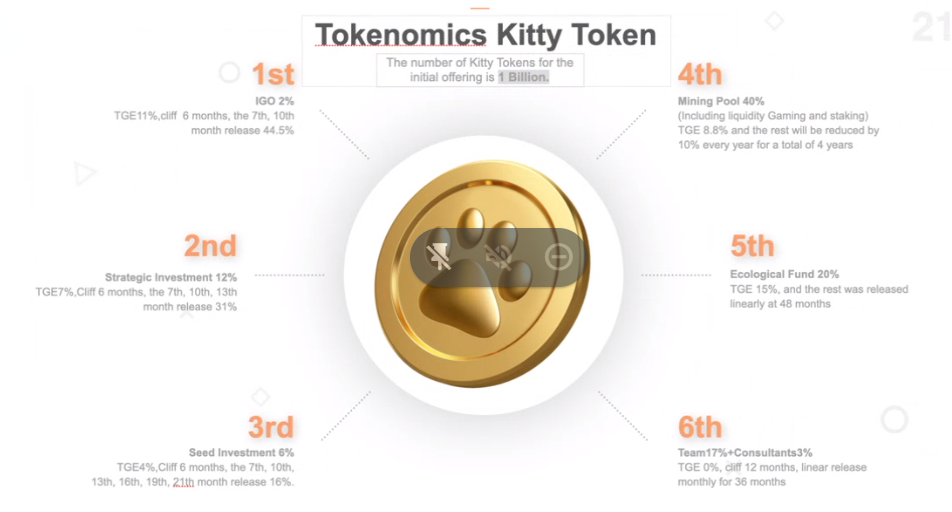 21
Tokenomics Kitty Token
The number of Kitty Tokens for the
initial offering is 1 Billion.
1st
IGO 2%
TGE11%,cliff 6 months, the 7th, 10th
month release 44.5%
2nd
Strategic Investment 12%
TGE7%,Cliff 6 months, the 7th, 10th, 13th
month release 31%
3rd
Seed Investment 6%
TGE4%,Cliff 6 months, the 7th, 10th,
13th, 16th, 19th, 21th month release 16%.
4th
Mining Pool 40%
(Including liquidity Gaming and staking)
TGE 8.8% and the rest will be reduced by
10% every year for a total of 4 years
5th
Ecological Fund 20%
TGE 15%, and the rest was released
linearly at 48 months
6th
Team17%+Consultants3%
TGE 0%, cliff 12 months, linear release
monthly for 36 months